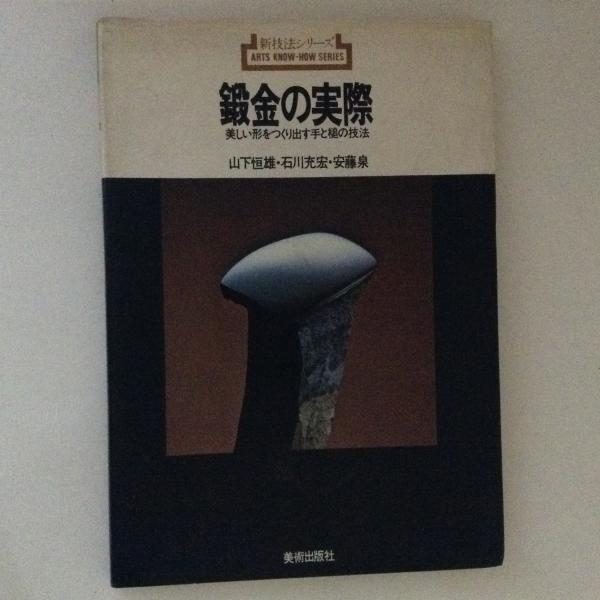 新技法シリーズ
ARTS KNOW-HOW SERIES
鍛金の実際
美しい形をつくり出す手と槌の技法
山下恒雄・石川充宏・安藤泉
美術出版社